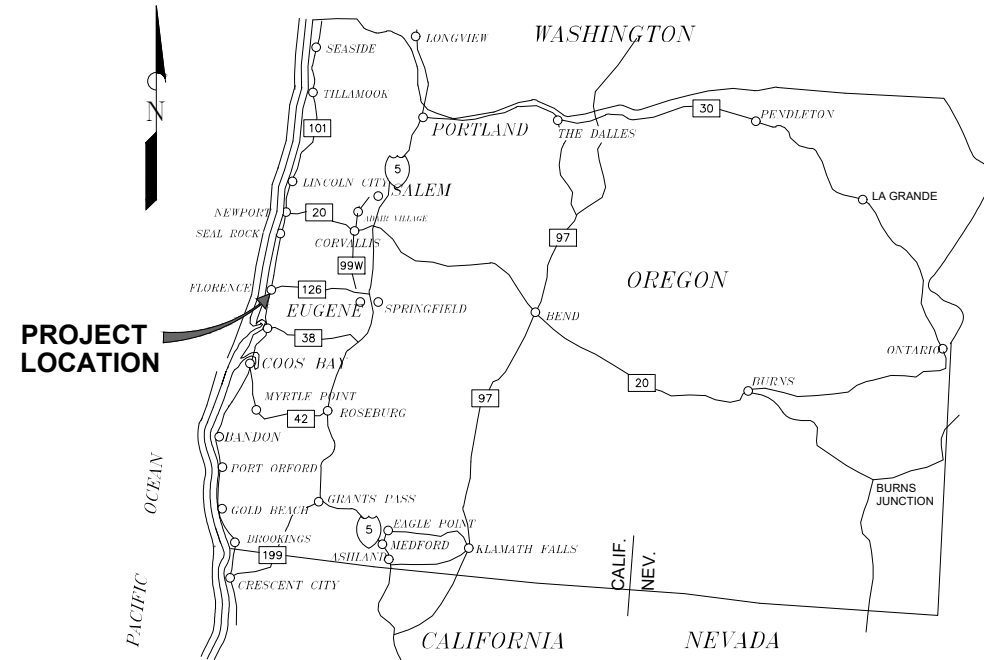 WASHINGTON
LONGVIEW
SEASIDE
N
TILLAMOOK
30
PENDLETON
101
PORTLAND
THE DALLES
5
LINCOLN CITY
SALEM
LA GRANDE
NEWPORT
20
ADAIR VILLAGE
SEAL ROCK
CORVALLIS
97
99W
OREGON
FLORENCE
126
EUGENE
SPRINGFIELD
BEND
PROJECT
LOCATION
38
ONTARIO
COOS BAY
20
BURNS
MYRTLE POINT
97
42
ROSEBURG
BANDON
PORT ORFORD
OCEAN
BURNS
JUNCTION
GRANTS PASS
GOLD BEACH
5
EAGLE POINT
BROOKINGS
MEDFORD
KLAMATH FALLS
199
ASHLAND
CALIF.
NEV.
CRESCENT CITY
PACIFIC
CALIFORNIA
NEVADA